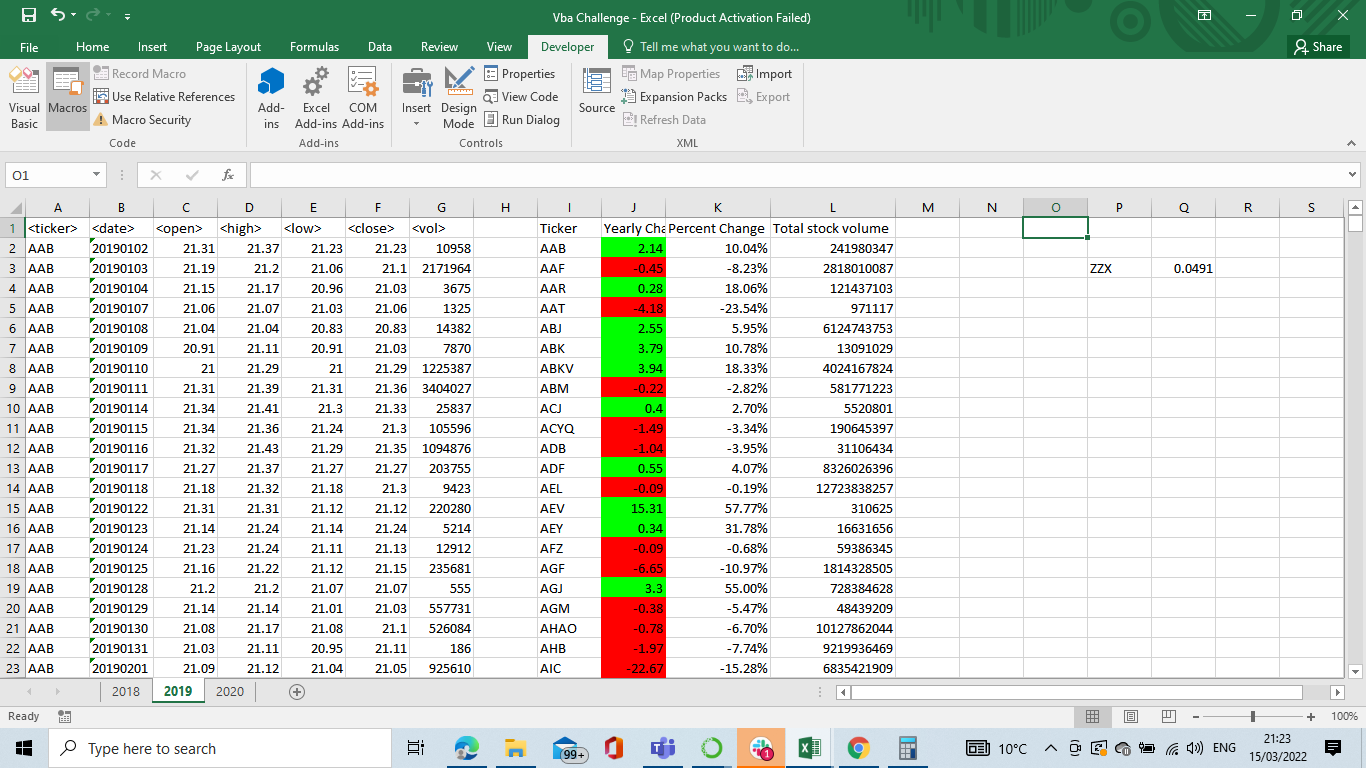 Vba Challenge - Excel (Product Activation Failed)
File Home Insert Page Layout Formulas Data Review View Developer Tell me what you want to do... Share
Visual Basic
Macros
Record Macro
Use Relative References
Macro Security
Code
Add-ins
Excel Add-ins
COM Add-ins
Add-ins
Insert
Design Mode
Properties
View Code
Run Dialog
Controls
Source
Map Properties
Expansion Packs
Refresh Data
Import
Export
XML
O1 fx
A B C D E F G H I J K L M N O P Q R S
1 <ticker> <date> <open> <high> <low> <close> <vol> Ticker Yearly Cha Percent Change Total stock volume
2 AAB 20190102 21.31 21.37 21.23 21.23 10958 AAB 2.14 10.04% 241980347
3 AAB 20190103 21.19 21.2 21.06 21.1 2171964 AAF -0.45 -8.23% 2818010087 ZZX 0.0491
4 AAB 20190104 21.15 21.17 20.96 21.03 3675 AAR 0.28 18.06% 121437103
5 AAB 20190107 21.06 21.07 21.03 21.06 1325 AAT -4.18 -23.54% 971117
6 AAB 20190108 21.04 21.04 20.83 20.83 14382 ABJ 2.55 5.95% 6124743753
7 AAB 20190109 20.91 21.11 20.91 21.03 7870 ABK 3.79 10.78% 13091029
8 AAB 20190110 21 21.29 21 21.29 1225387 ABKV 3.94 18.33% 4024167824
9 AAB 20190111 21.31 21.39 21.31 21.36 3404027 ABM -0.22 -2.82% 581771223
10 AAB 20190114 21.34 21.41 21.3 21.33 25837 ACJ 0.4 2.70% 5520801
11 AAB 20190115 21.34 21.36 21.24 21.3 105596 ACYQ -1.49 -3.34% 190645397
12 AAB 20190116 21.32 21.43 21.29 21.35 1094876 ADB -1.04 -3.95% 31106434
13 AAB 20190117 21.27 21.37 21.27 21.27 203755 ADF 0.55 4.07% 8326026396
14 AAB 20190118 21.18 21.32 21.18 21.3 9423 AEL -0.09 -0.19% 12723838257
15 AAB 20190122 21.31 21.31 21.12 21.12 220280 AEV 15.31 57.77% 310625
16 AAB 20190123 21.14 21.24 21.14 21.24 5214 AEY 0.34 31.78% 16631656
17 AAB 20190124 21.23 21.24 21.11 21.13 12912 AFZ -0.09 -0.68% 59386345
18 AAB 20190125 21.16 21.22 21.12 21.15 235681 AGF -6.65 -10.97% 1814328505
19 AAB 20190128 21.2 21.2 21.07 21.07 555 AGJ 3.3 55.00% 728384628
20 AAB 20190129 21.14 21.14 21.01 21.03 557731 AGM -0.38 -5.47% 48439209
21 AAB 20190130 21.08 21.17 21.08 21.1 526084 AHAO -0.78 -6.70% 10127862044
22 AAB 20190131 21.03 21.11 20.95 21.11 186 AHB -1.97 -7.74% 9219936469
23 AAB 20190201 21.09 21.12 21.04 21.05 925610 AIC -22.67 -15.28% 6835421909
2018 2019 2020
Ready 100%
Type here to search 99+ 1 10°C ENG 21:23
15/03/2022